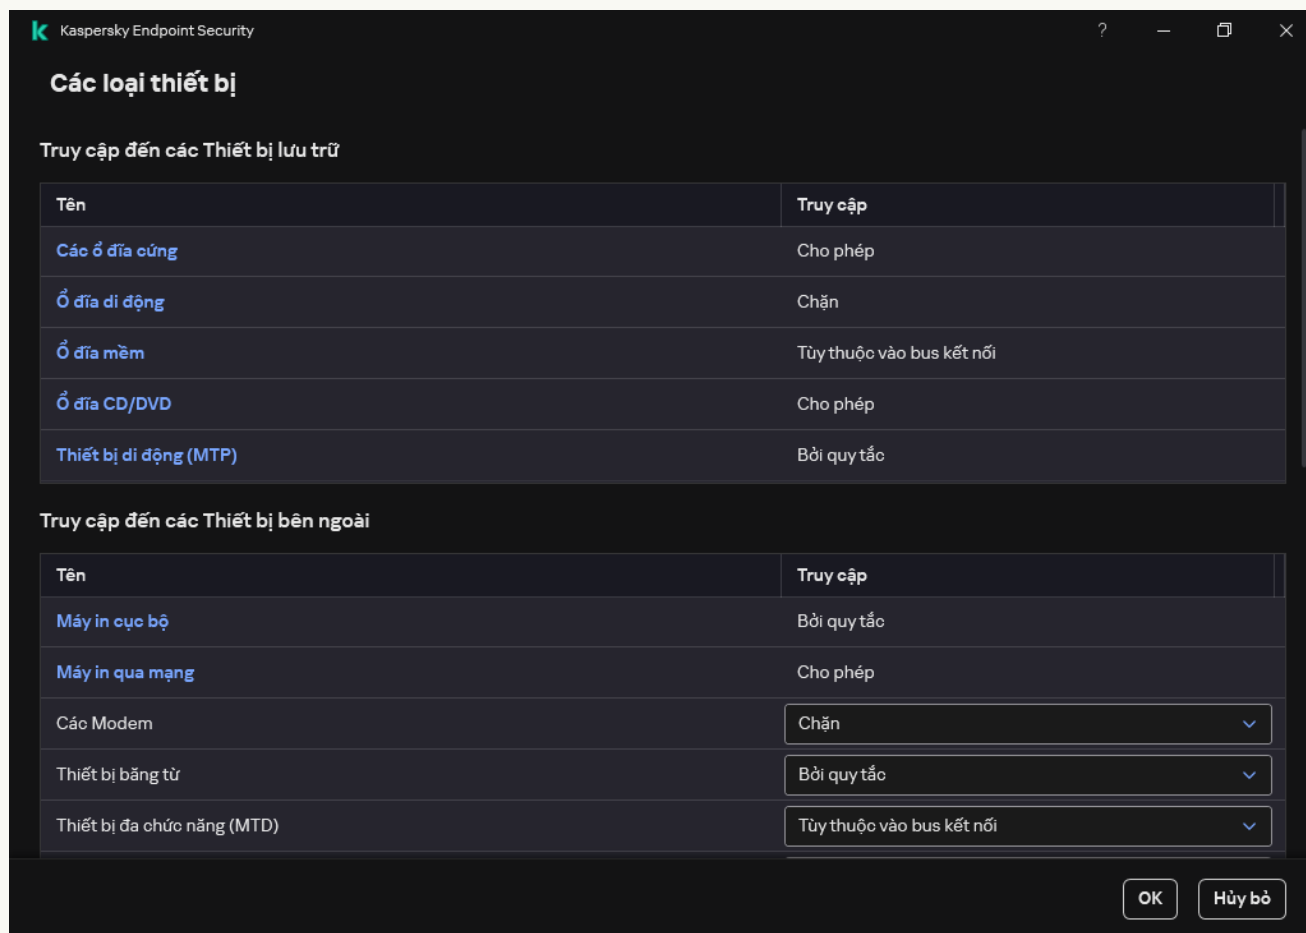 Kaspersky Endpoint Security
Các loại thiết bị
Truy cập đến các Thiết bị lưu trữ
Tên Truy cập
Các ổ đĩa cứng Cho phép
Ổ đĩa di động Chặn
Ổ đĩa mềm Tùy thuộc vào bus kết nối
Ổ đĩa CD/DVD Cho phép
Thiết bị di động (MTP) Bởi quy tắc
Truy cập đến các Thiết bị bên ngoài
Tên Truy cập
Máy in cục bộ Bởi quy tắc
Máy in qua mạng Cho phép
Các Modem Chặn
Thiết bị băng từ Bởi quy tắc
Thiết bị đa chức năng (MTD) Tùy thuộc vào bus kết nối
OK Hủy bỏ